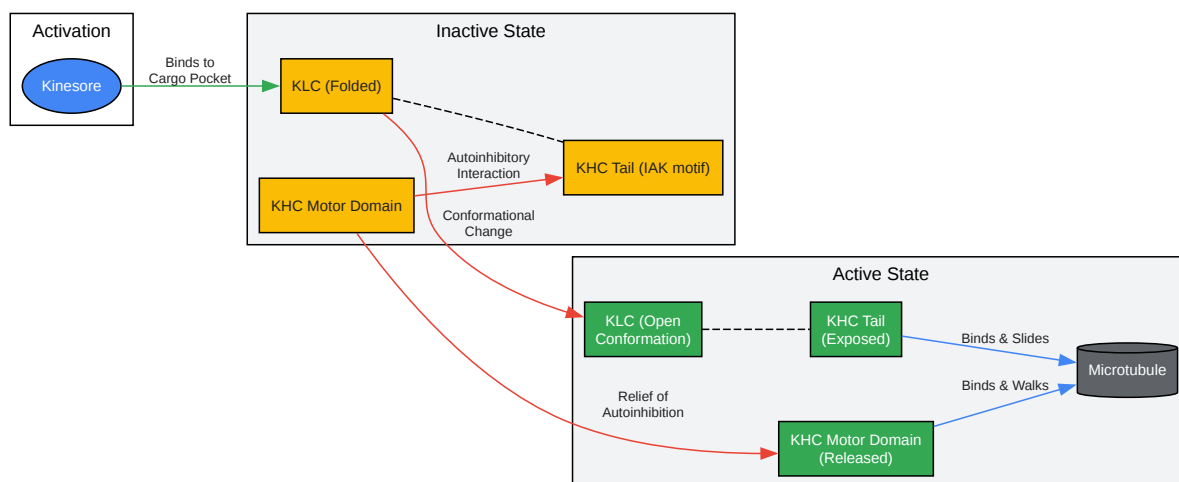 Activation
Kinesore
Binds to
Cargo Pocket
Inactive State
KLC (Folded)
KHC Tail (IAK motif)
Autoinhibitory
Interaction
KHC Motor Domain
Conformational
Change
Active State
KLC (Open
Conformation)
KHC Tail
(Exposed)
Binds & Slides
Microtubule
Binds & Walks
Relief of
Autoinhibition
KHC Motor Domain
(Released)